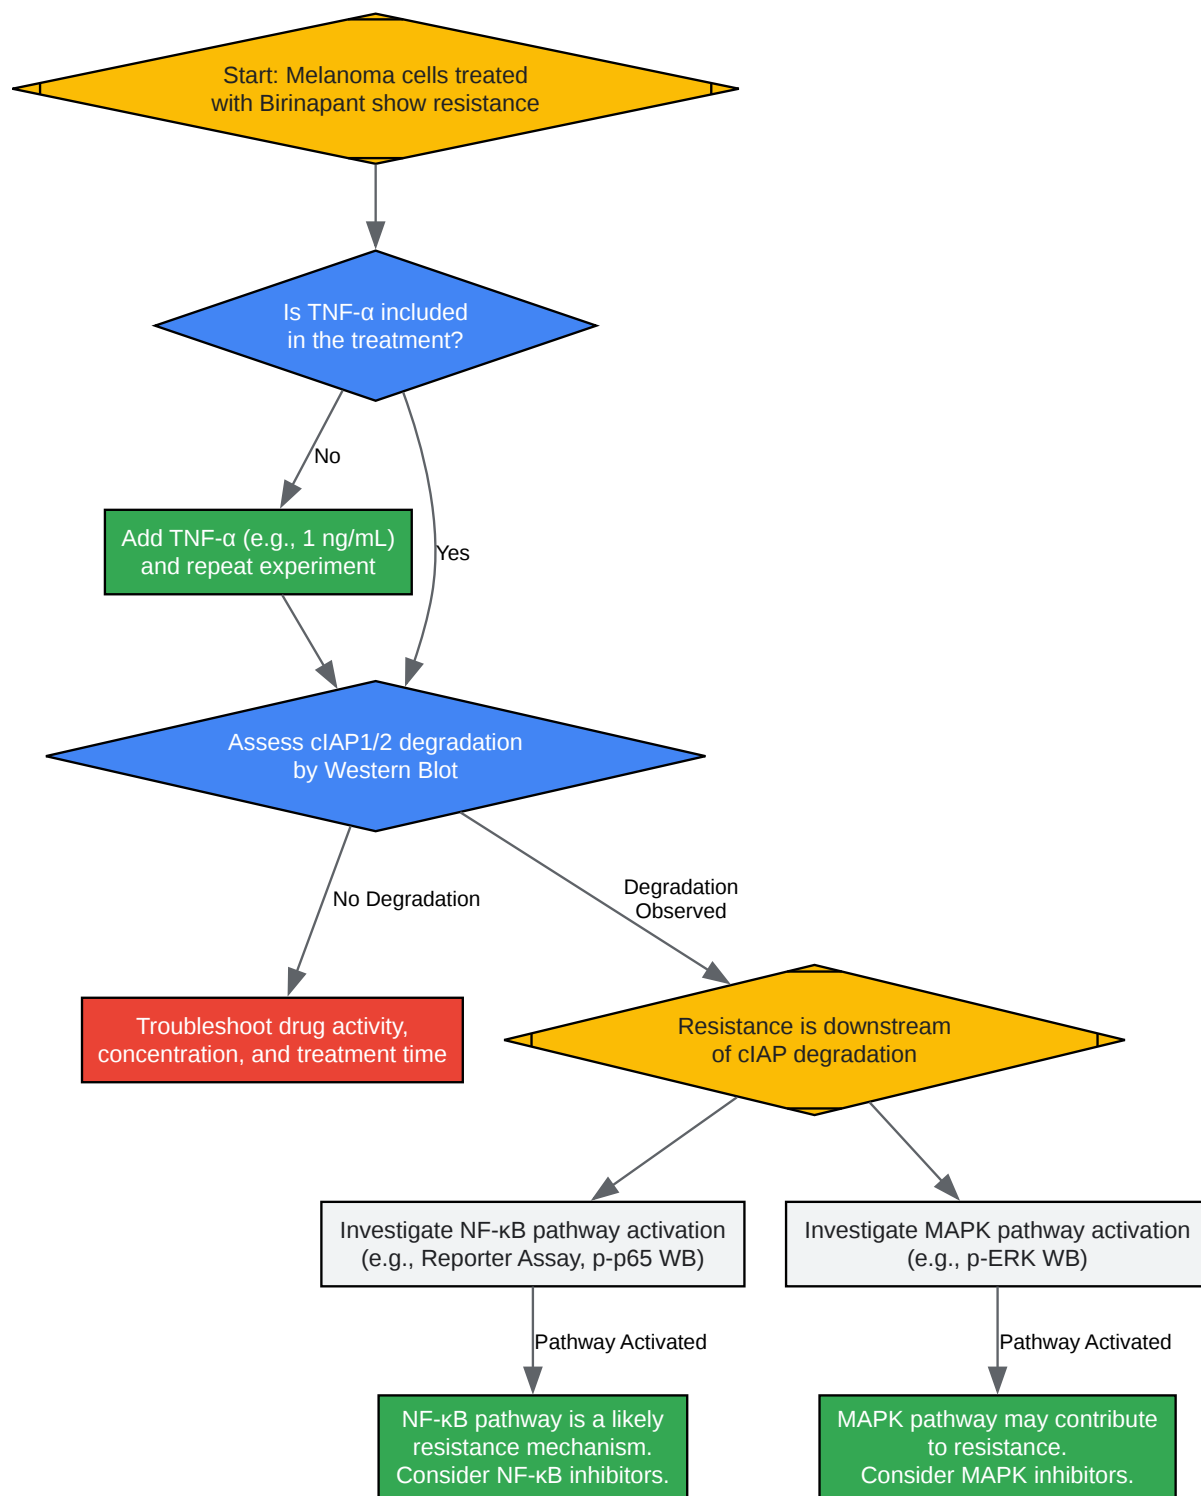 Start: Melanoma cells treated
with Birinapant show resistance
Is TNF-α included
in the treatment?
No
Add TNF-α (e.g., 1 ng/mL)
and repeat experiment
Yes
Assess cIAP1/2 degradation
by Western Blot
No Degradation
Degradation
Observed
Troubleshoot drug activity,
concentration, and treatment time
Resistance is downstream
of cIAP degradation
Investigate NF-κB pathway activation
(e.g., Reporter Assay, p-p65 WB)
Investigate MAPK pathway activation
(e.g., p-ERK WB)
Pathway Activated
Pathway Activated
NF-κB pathway is a likely
resistance mechanism.
Consider NF-κB inhibitors.
MAPK pathway may contribute
to resistance.
Consider MAPK inhibitors.